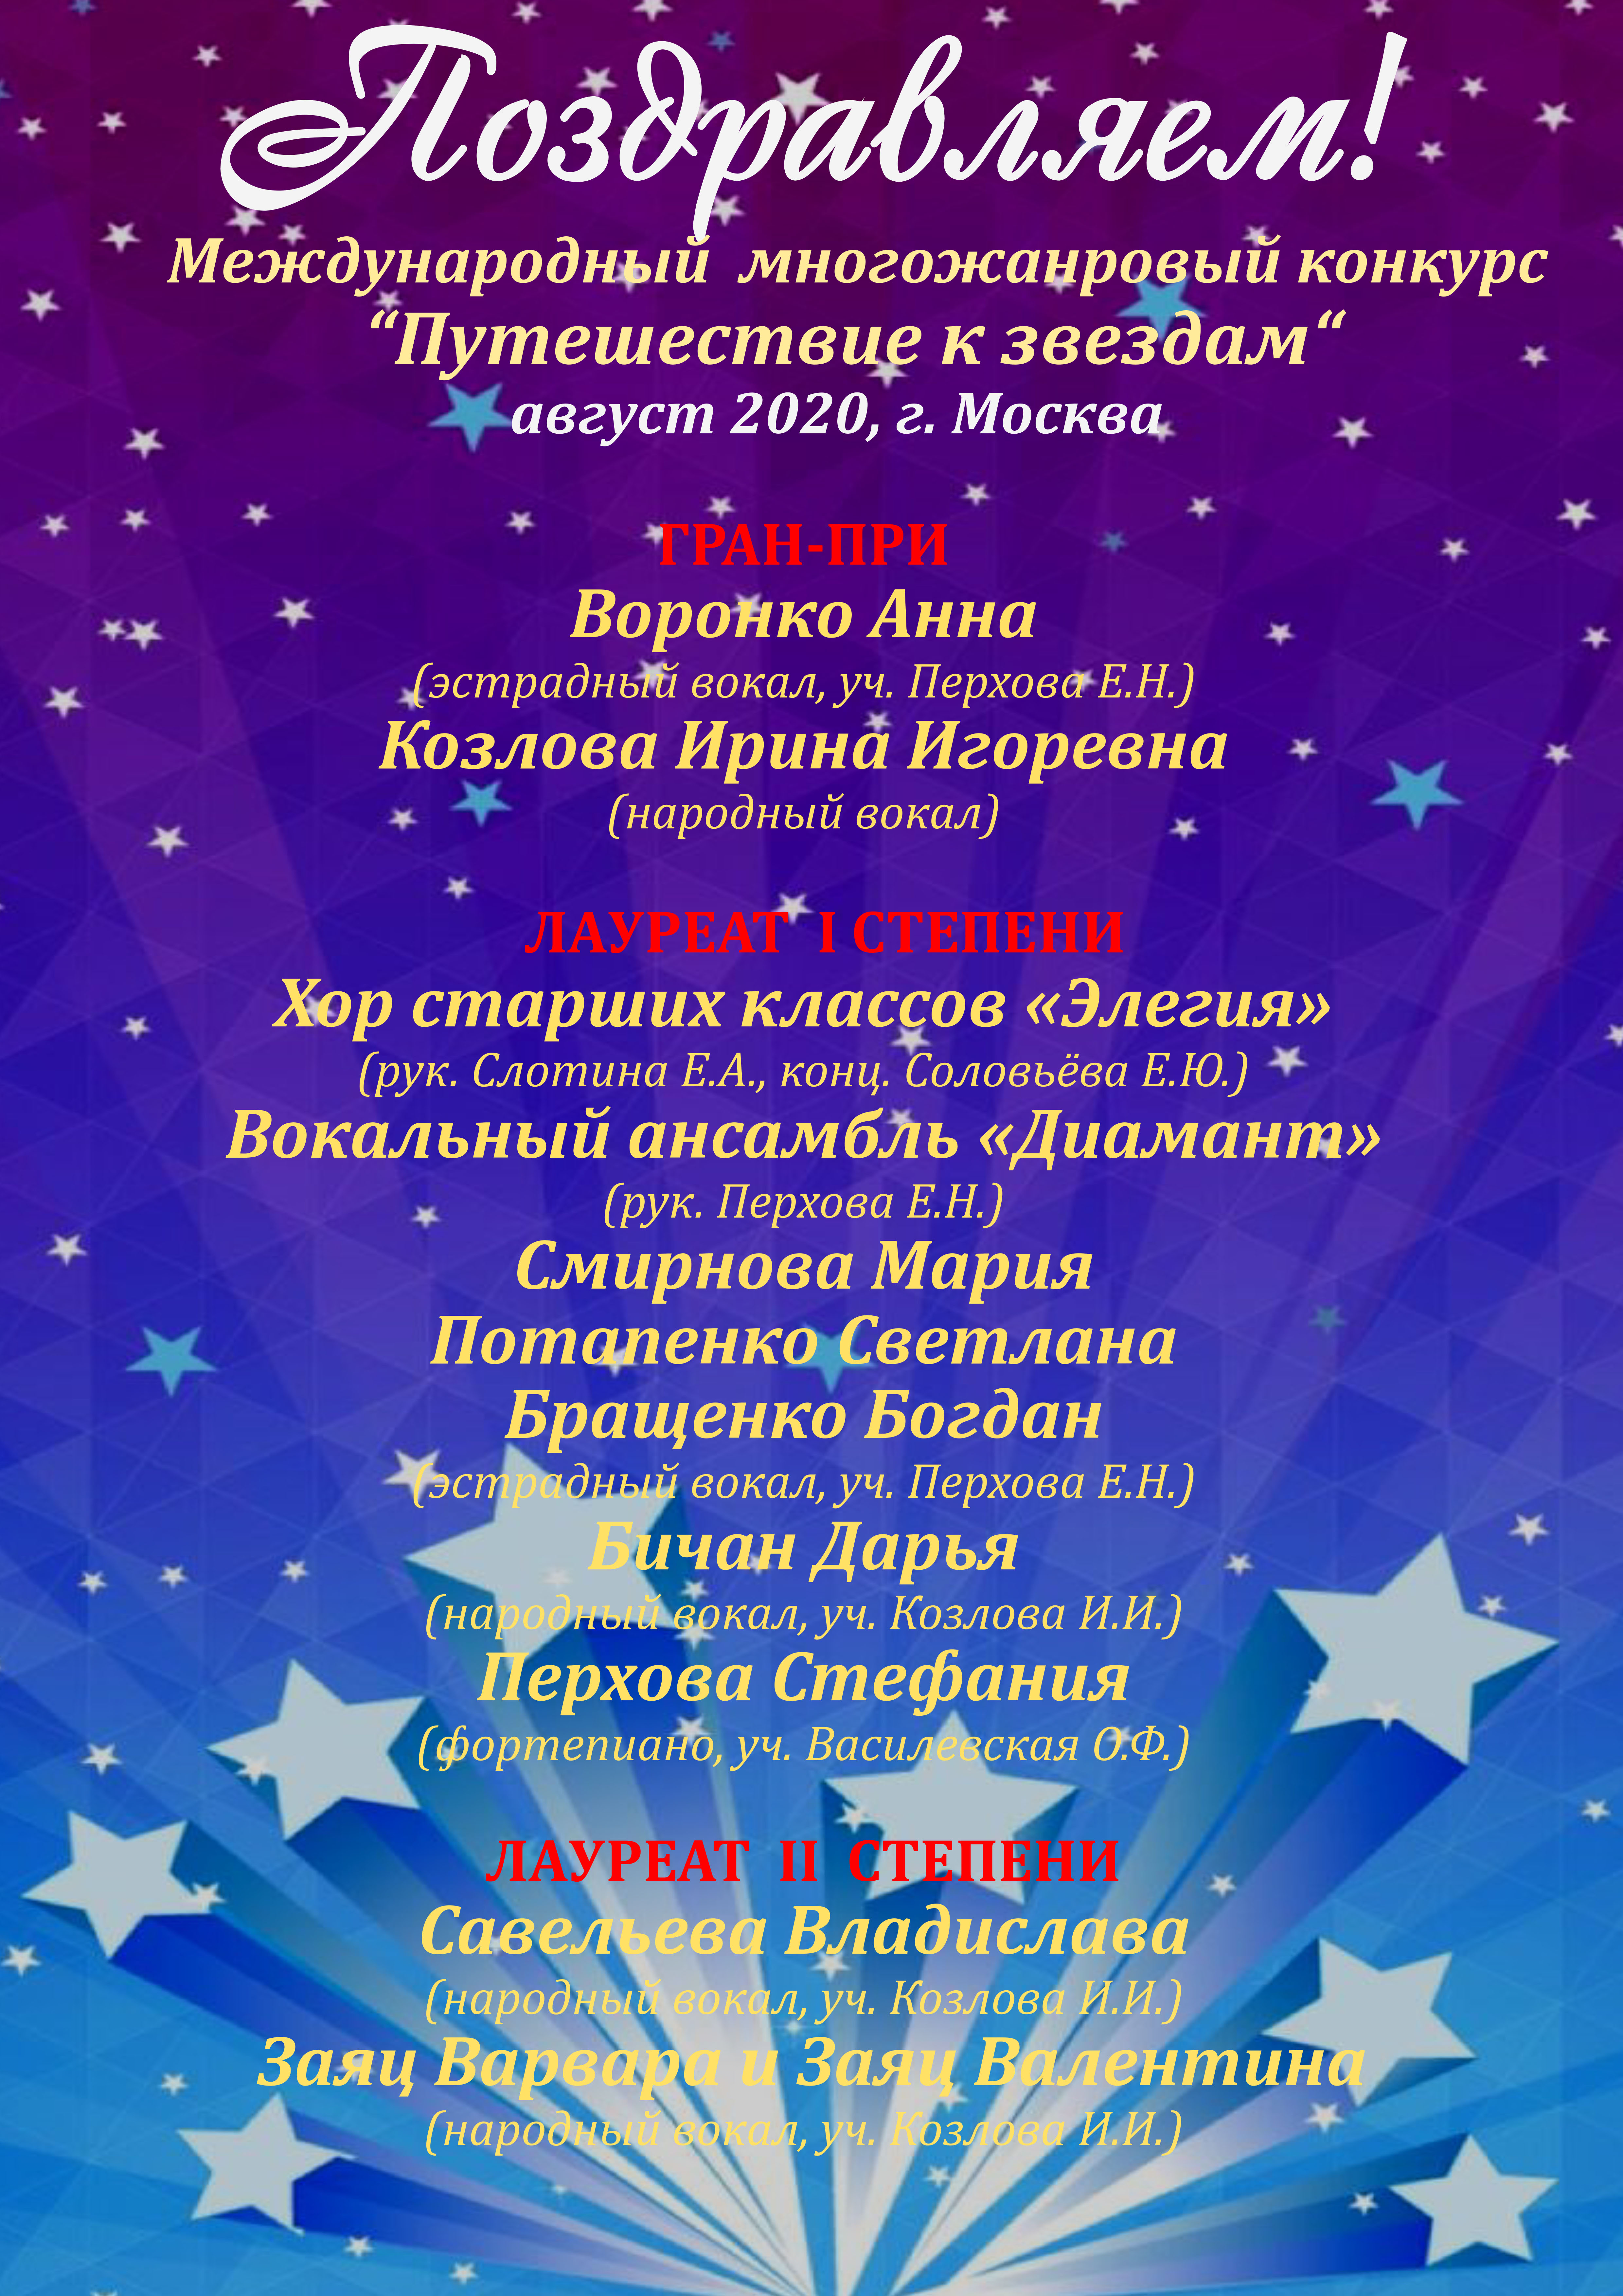 Поздравляем!
Международный многожанровый конкурс
“Путешествие к звездам“
август 2020, г. Москва
ГРАН-ПРИ
Воронко Анна
(эстрадный вокал, уч. Перхова Е.Н.)
Козлова Ирина Игоревна
(народный вокал)
ЛАУРЕАТ I СТЕПЕНИ
Хор старших классов «Элегия»
(рук. Слотина Е.А., конц. Соловьёва Е.Ю.)
Вокальный ансамбль «Диамант»
(рук. Перхова Е.Н.)
Смирнова Мария
Потапенко Светлана
Бращенко Богдан
(эстрадный вокал, уч. Перхова Е.Н.)
Бичан Дарья
(народный вокал, уч. Козлова И.И.)
Перхова Стефания
(фортепиано, уч. Василевская О.Ф.)
ЛАУРЕАТ II СТЕПЕНИ
Савельева Владислава
(народный вокал, уч. Козлова И.И.)
Заяц Варвара и Заяц Валентина
(народный вокал, уч. Козлова И.И.)